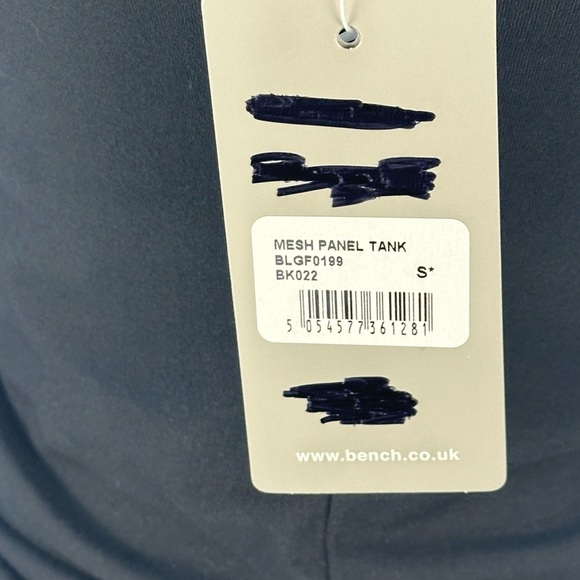 MESH PANEL TANK
BLGF0199
BK022 S*
5 054577 361281
www.bench.co.uk